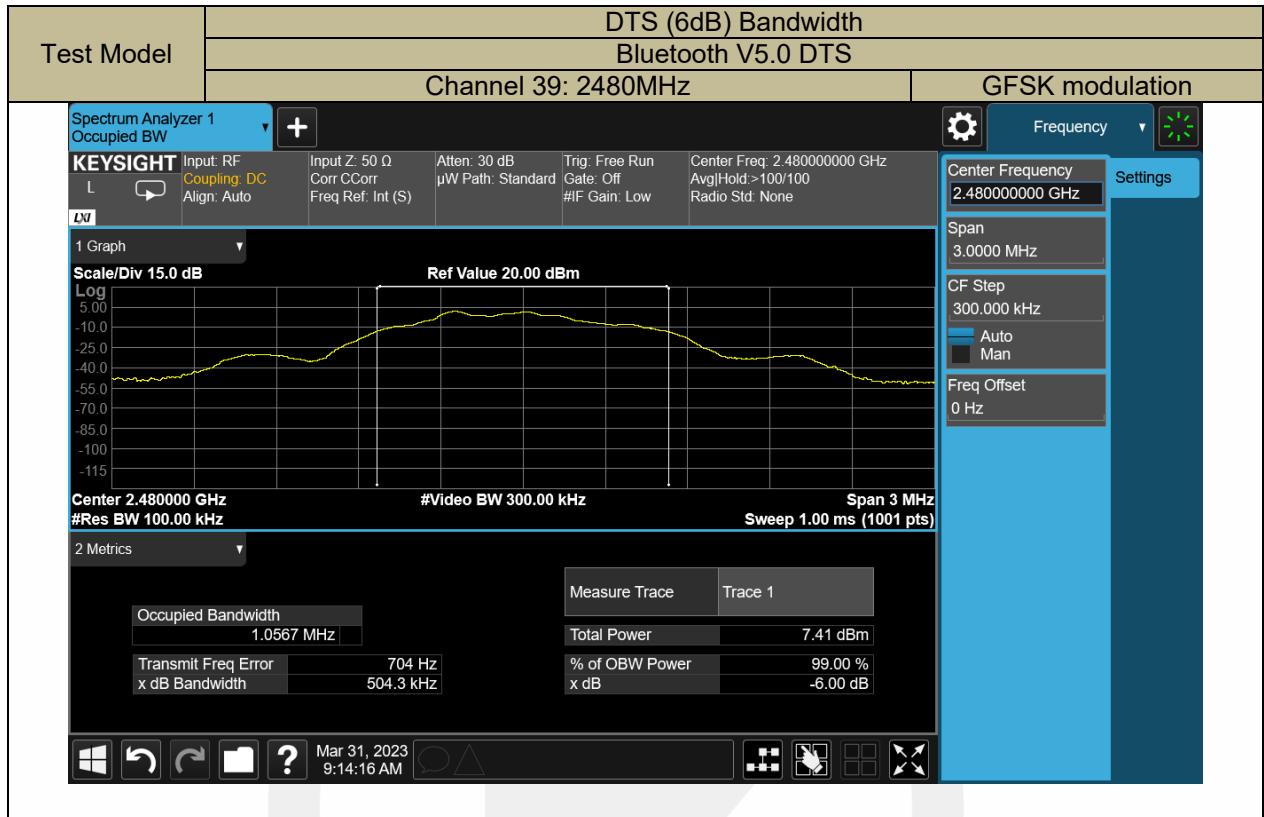 Test Model
DTS (6dB) Bandwidth
Bluetooth V5.0 DTS
Channel 39: 2480MHz
GFSK modulation
Spectrum Analyzer 1
Occupied BW
Frequency
KEYSIGHT
L
LXI
Input: RF
Coupling: DC
Align: Auto
Input Z: 50 Ω
Corr CCorr
Freq Ref: Int (S)
Atten: 30 dB
µW Path: Standard
Trig: Free Run
Gate: Off
#IF Gain: Low
Center Freq: 2.480000000 GHz
Avg|Hold:>100/100
Radio Std: None
Center Frequency
2.480000000 GHz
Settings
Span
3.0000 MHz
CF Step
300.000 kHz
Auto
Man
Freq Offset
0 Hz
1 Graph
Scale/Div 15.0 dB
Ref Value 20.00 dBm
Log
5.00
-10.0
-25.0
-40.0
-55.0
-70.0
-85.0
-100
-115
Center 2.480000 GHz
#Video BW 300.00 kHz
Span 3 MHz
#Res BW 100.00 kHz
Sweep 1.00 ms (1001 pts)
2 Metrics
Measure Trace
Trace 1
Occupied Bandwidth
1.0567 MHz
Total Power
7.41 dBm
Transmit Freq Error
704 Hz
% of OBW Power
99.00 %
x dB Bandwidth
504.3 kHz
x dB
-6.00 dB
?
Mar 31, 2023
9:14:16 AM